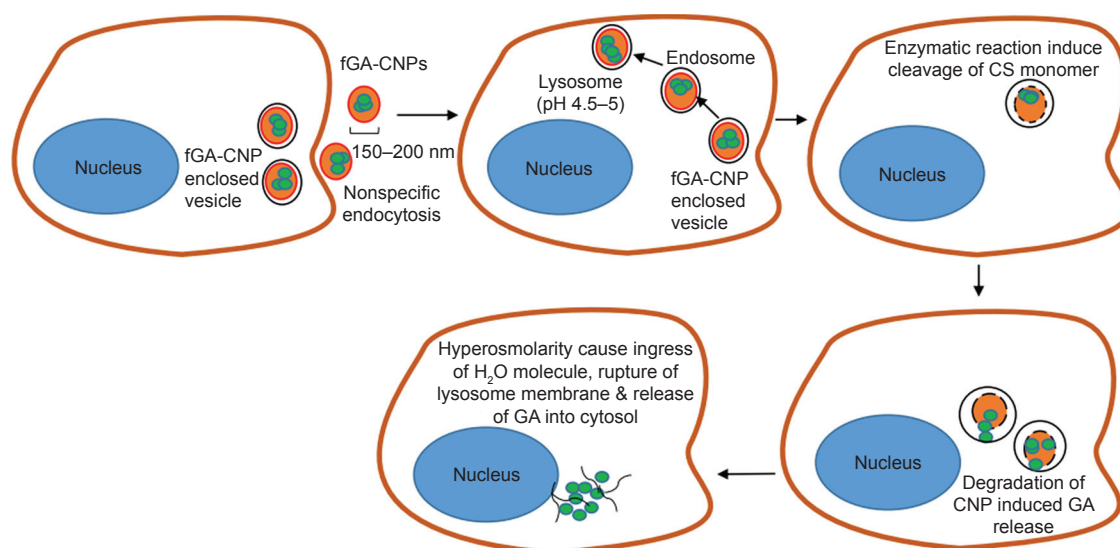 fGA-CNPs
150–200 nm
Nonspecific
endocytosis
Nucleus
fGA-CNP
enclosed
vesicle
Lysosome
(pH 4.5–5)
Endosome
Nucleus
fGA-CNP
enclosed
vesicle
Enzymatic reaction induce
cleavage of CS monomer
Nucleus
Nucleus
Degradation of
CNP induced GA
release
Hyperosmolarity cause ingress
of H₂O molecule, rupture of
lysosome membrane & release
of GA into cytosol
Nucleus